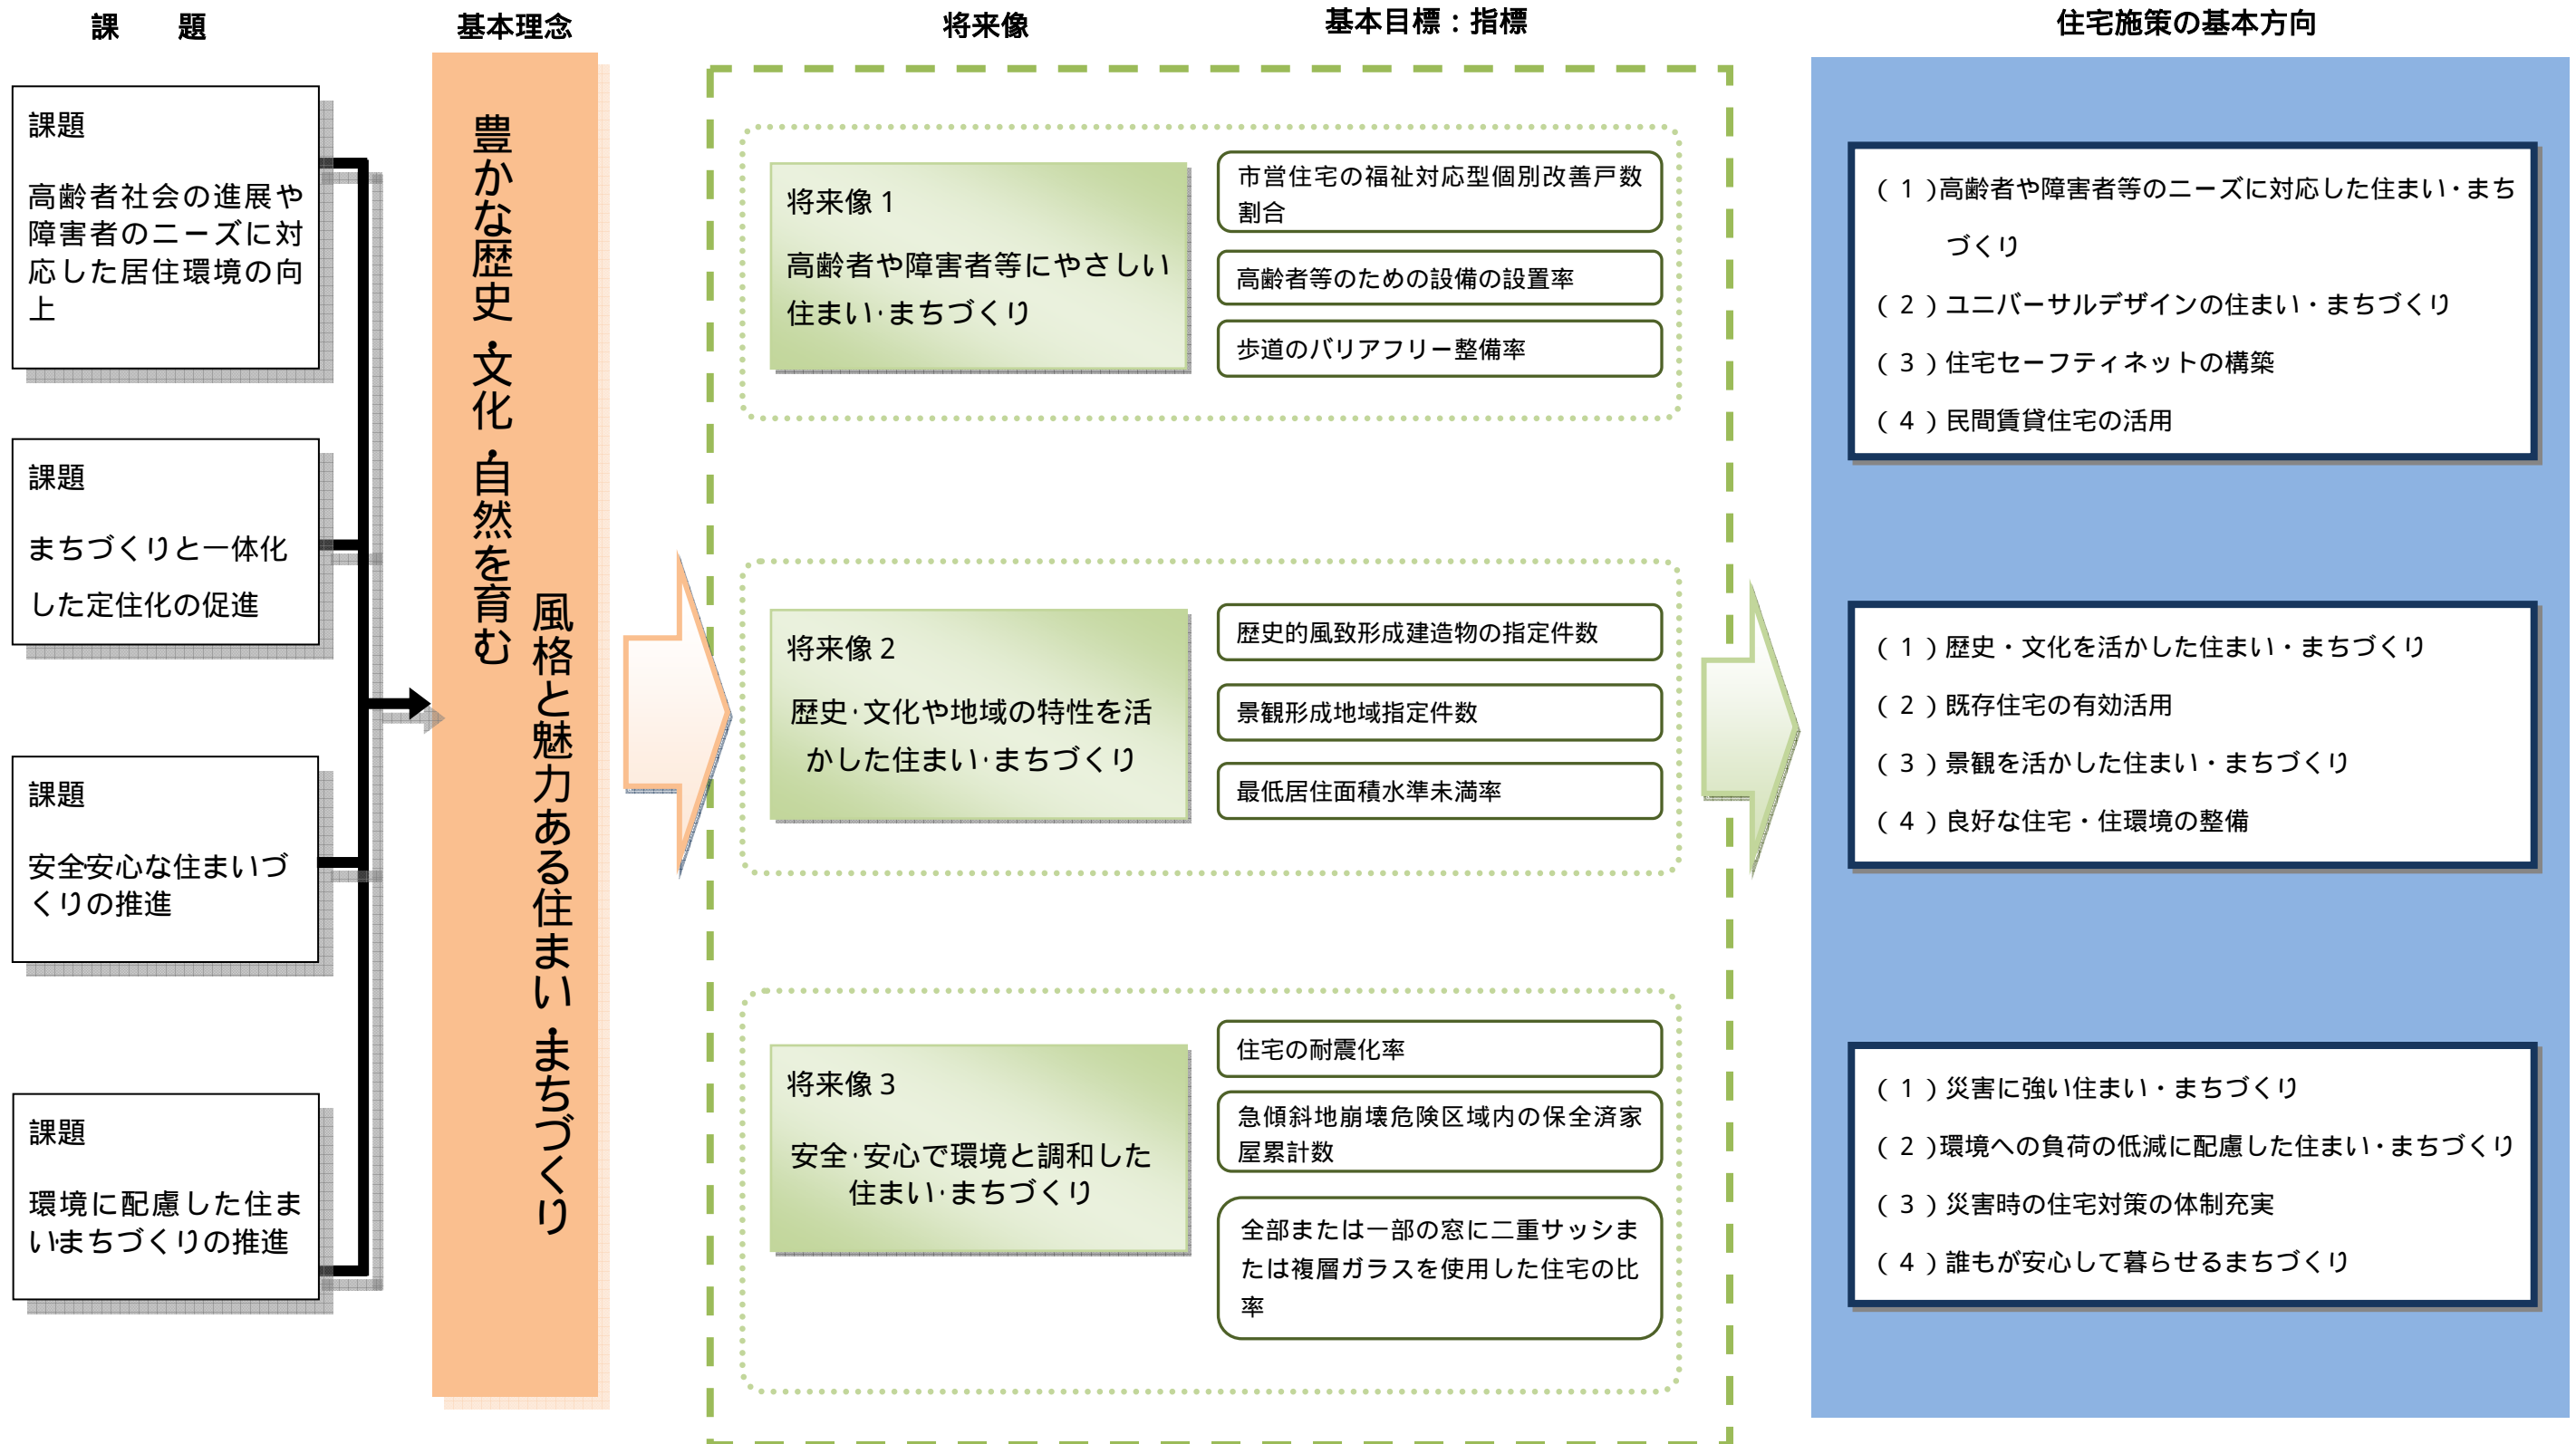 課　　題
基本理念
将来像
基本目標：指標
住宅施策の基本方向
課題
高齢者社会の進展や
障害者のニーズに対
応した居住環境の向
上
課題
まちづくりと一体化
した定住化の促進
課題
安全・安心な住まいづ
くりの推進
課題
環境に配慮した住ま
い・まちづくりの推進
豊かな歴史・文化・自然を育む
風格と魅力ある住まい・まちづくり
将来像１
高齢者や障害者等にやさしい
住まい・まちづくり
市営住宅の福祉対応型個別改善戸数
割合
高齢者等のための設備の設置率
歩道のバリアフリー整備率
将来像２
歴史・文化や地域の特性を活
かした住まい・まちづくり
歴史的風致形成建造物の指定件数
景観形成地域指定件数
最低居住面積水準未満率
将来像３
安全・安心で環境と調和した
住まい・まちづくり
住宅の耐震化率
急傾斜地崩壊危険区域内の保全済家
屋累計数
全部または一部の窓に二重サッシま
たは複層ガラスを使用した住宅の比
率
（１）高齢者や障害者等のニーズに対応した住まい・まち
づくり
（２）ユニバーサルデザインの住まい・まちづくり
（３）住宅セーフティネットの構築
（４）民間賃貸住宅の活用
（１）歴史・文化を活かした住まい・まちづくり
（２）既存住宅の有効活用
（３）景観を活かした住まい・まちづくり
（４）良好な住宅・住環境の整備
（１）災害に強い住まい・まちづくり
（２）環境への負荷の低減に配慮した住まい・まちづくり
（３）災害時の住宅対策の体制充実
（４）誰もが安心して暮らせるまちづくり